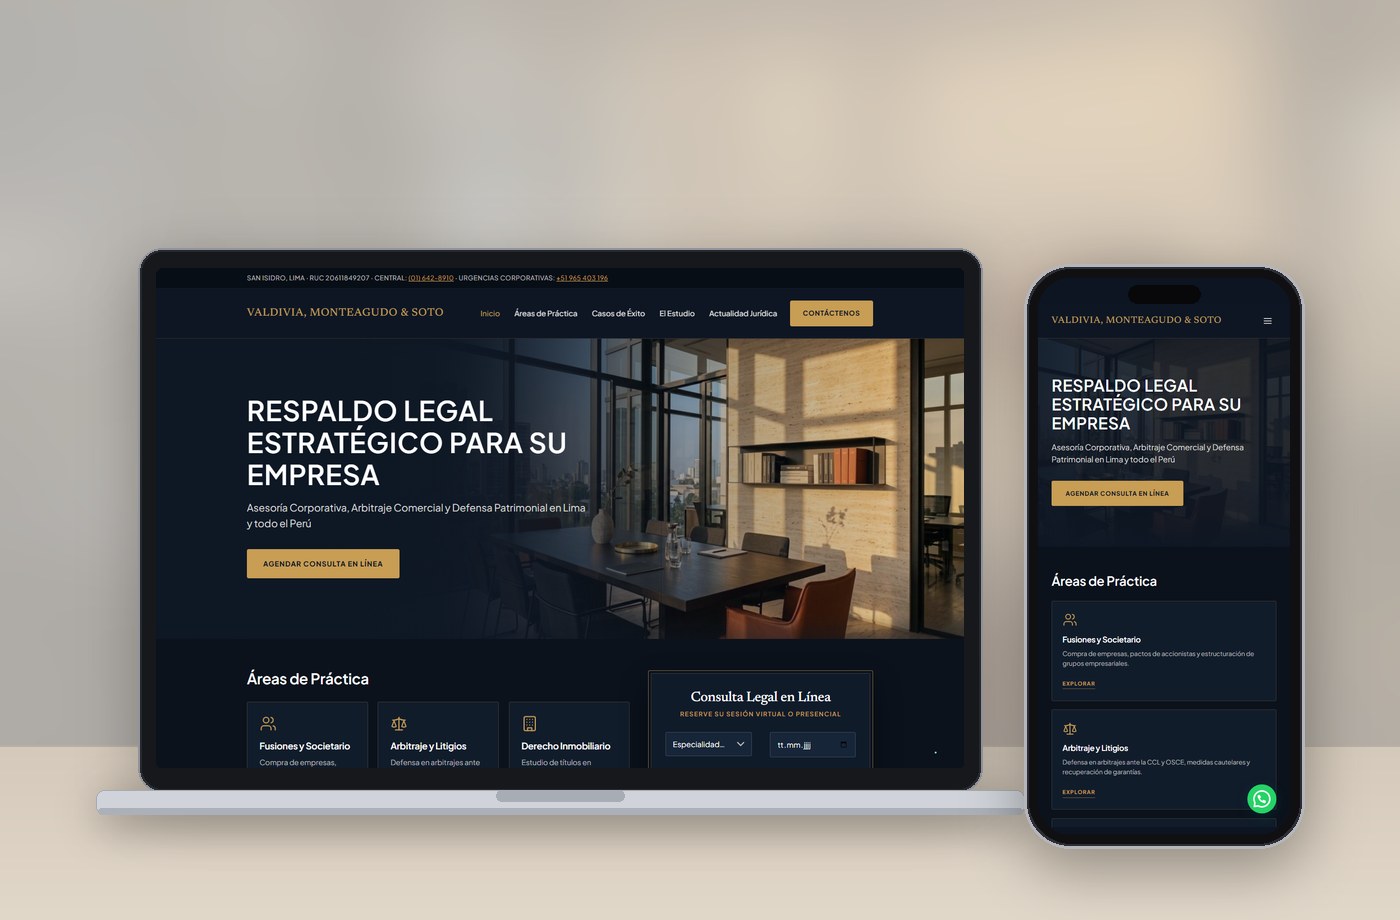 SAN ISIDRO, LIMA · RUC 20611849207 · CENTRAL: (01) 642-8910 · URGENCIAS CORPORATIVAS: +51 965 403 196
VALDIVIA, MONTEAGUDO & SOTO
Inicio
Áreas de Práctica
Casos de Éxito
El Estudio
Actualidad Jurídica
CONTÁCTENOS
RESPALDO LEGAL
ESTRATÉGICO PARA SU
EMPRESA
Asesoría Corporativa, Arbitraje Comercial y Defensa Patrimonial en Lima
y todo el Perú
AGENDAR CONSULTA EN LÍNEA
Áreas de Práctica
Fusiones y Societario
Compra de empresas,
Arbitraje y Litigios
Defensa en arbitrajes ante
Derecho Inmobiliario
Estudio de títulos en
Consulta Legal en Línea
RESERVE SU SESIÓN VIRTUAL O PRESENCIAL
Especialidad...
tt.mm.jjjj
VALDIVIA, MONTEAGUDO & SOTO
RESPALDO LEGAL
ESTRATÉGICO PARA SU
EMPRESA
Asesoría Corporativa, Arbitraje Comercial y Defensa
Patrimonial en Lima y todo el Perú
AGENDAR CONSULTA EN LÍNEA
Áreas de Práctica
Fusiones y Societario
Compra de empresas, pactos de accionistas y estructuración de
grupos empresariales.
EXPLORAR
Arbitraje y Litigios
Defensa en arbitrajes ante la CCL y OSCE, medidas cautelares y
recuperación de garantías.
EXPLORAR